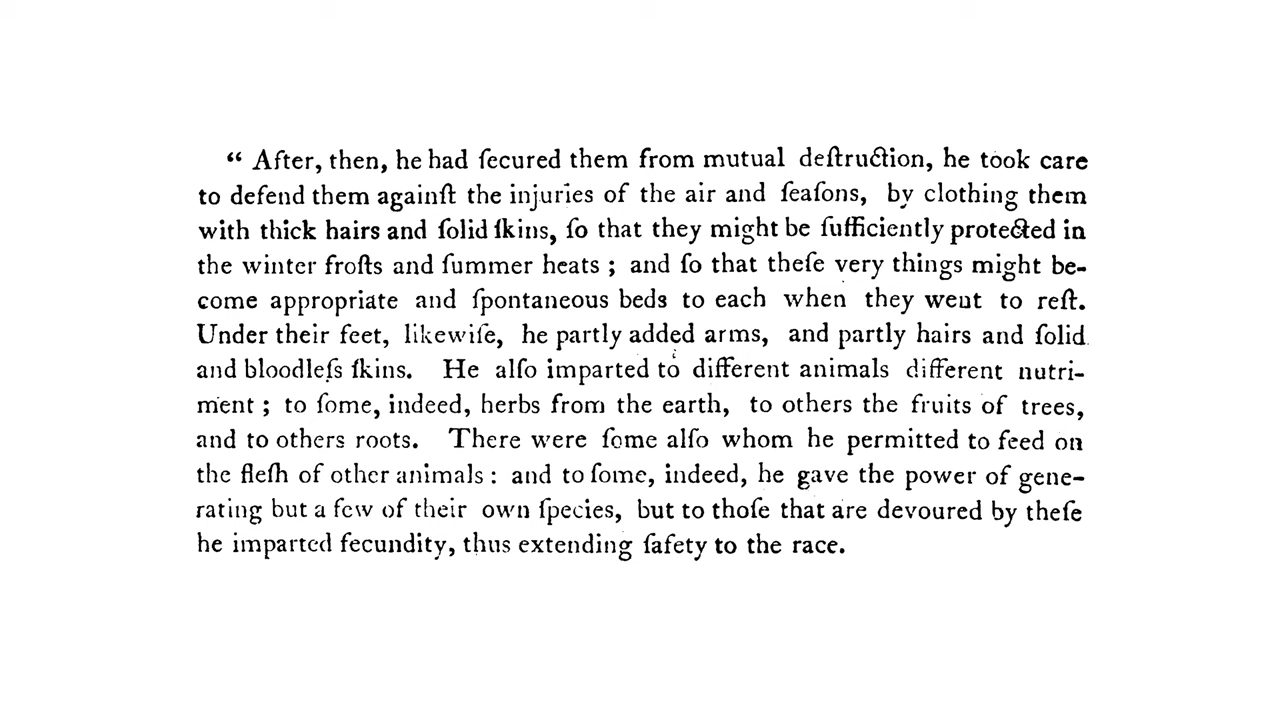 “ After, then, he had ſecured them from mutual deſtruction, he took care
to defend them againſt the injuries of the air and ſeaſons, by clothing them
with thick hairs and ſolid ſkins, ſo that they might be ſufficiently protected in
the winter froſts and ſummer heats ; and ſo that theſe very things might be-
come appropriate and ſpontaneous beds to each when they went to reſt.
Under their feet, likewiſe, he partly added arms, and partly hairs and ſolid
and bloodleſs ſkins. He alſo imparted to different animals different nutri-
ment ; to ſome, indeed, herbs from the earth, to others the fruits of trees,
and to others roots. There were ſome alſo whom he permitted to feed on
the fleſh of other animals : and to ſome, indeed, he gave the power of gene-
rating but a few of their own ſpecies, but to thoſe that are devoured by theſe
he imparted fecundity, thus extending ſafety to the race.